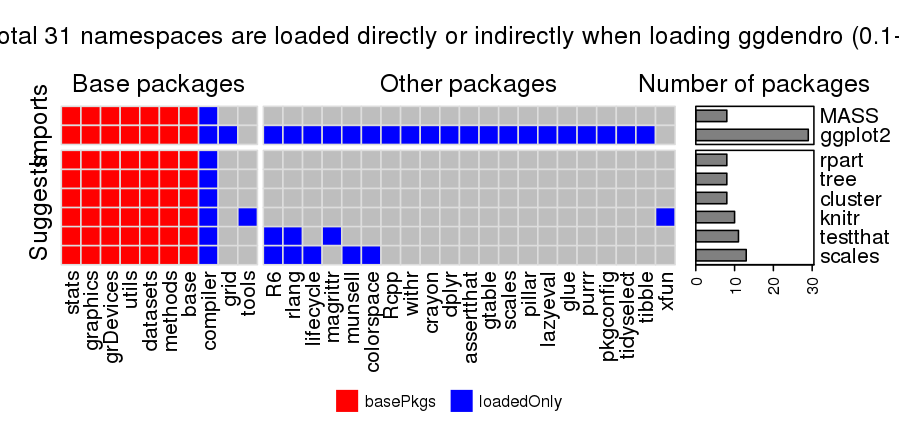 otal 31 namespaces are loaded directly or indirectly when loading ggdendro (0.1-
Base packages
Other packages
Number of packages
Imports
Suggests
MASS
ggplot2
rpart
tree
cluster
knitr
testthat
scales
0
10
20
30
stats
graphics
grDevices
utils
datasets
methods
base
compiler
grid
tools
R6
rlang
lifecycle
magrittr
munsell
colorspace
Rcpp
withr
crayon
dplyr
assertthat
gtable
scales
pillar
lazyeval
glue
purrr
pkgconfig
tidyselect
tibble
xfun
basePkgs
loadedOnly